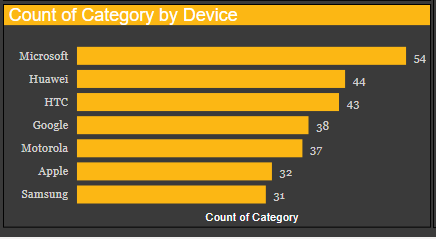 Count of Category by Device
Microsoft 54
Huawei 44
HTC 43
Google 38
Motorola 37
Apple 32
Samsung 31
Count of Category